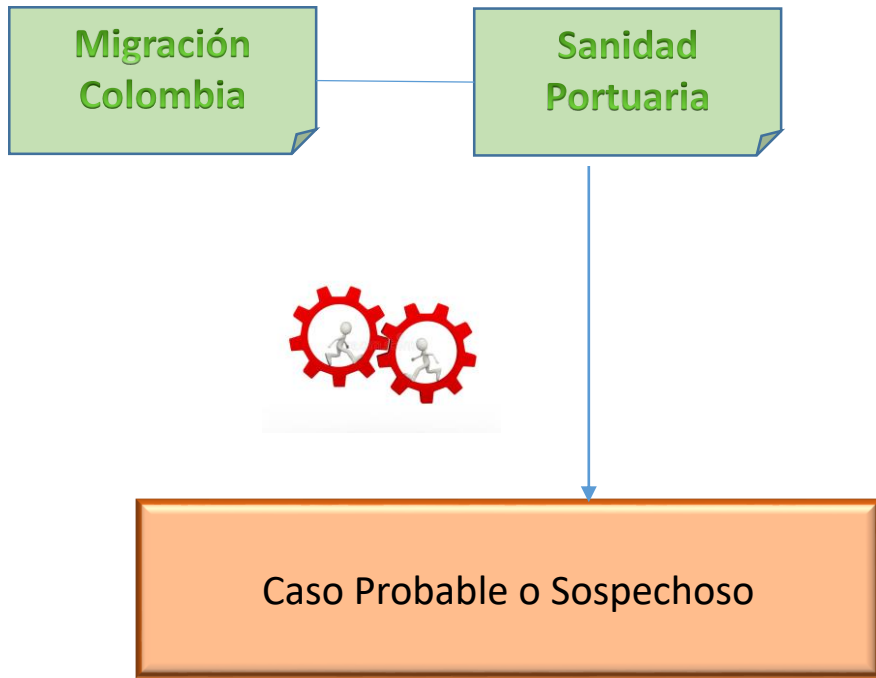 Migración
Colombia
Sanidad
Portuaria
Caso Probable o Sospechoso